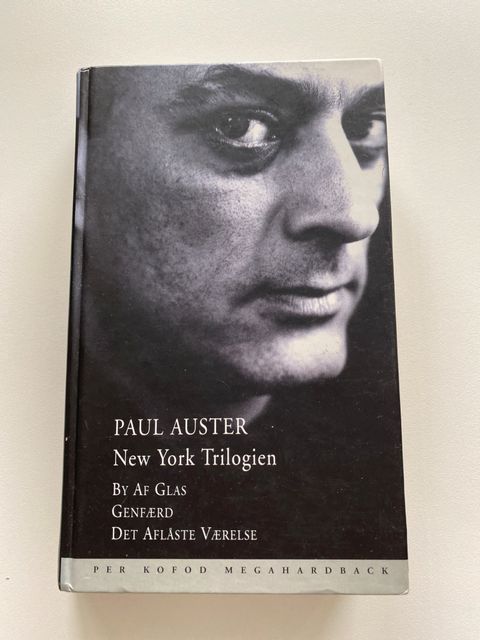 PAUL AUSTER
New York Trilogien
BY AF GLAS
GENFÆRD
DET AFLÅSTE VÆRELSE
PER KOFOD MEGAHARDBACK